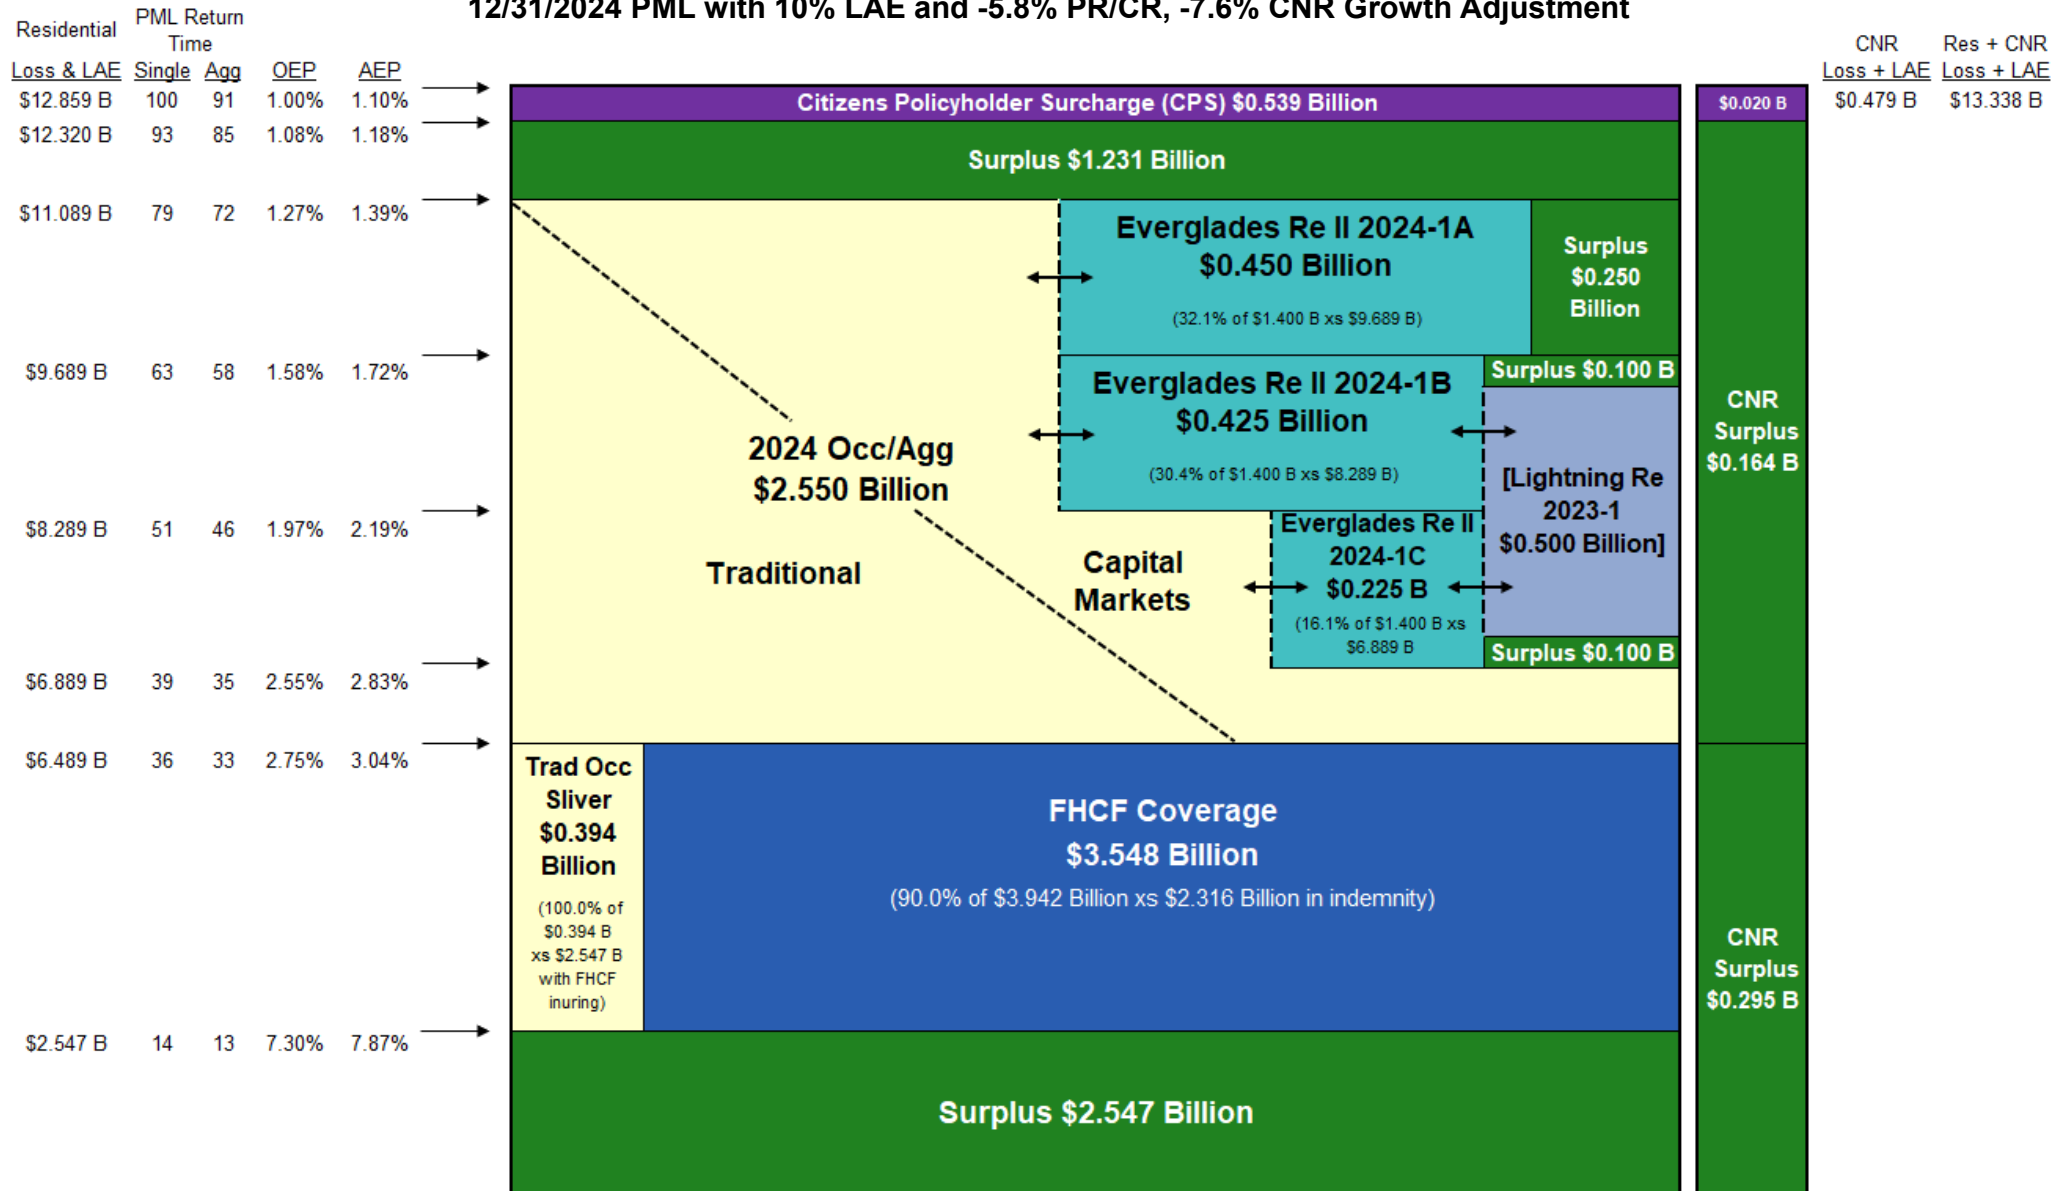 12/31/2024 PML with 10% LAE and -5.8% PR/CR, -7.6% CNR Growth Adjustment
Residential PML Return Time
Loss & LAE Single Agg OEP AEP
CNR Res + CNR
Loss + LAE Loss + LAE
$12.859 B 100 91 1.00% 1.10%
Citizens Policyholder Surcharge (CPS) $0.539 Billion
$0.020 B
$0.479 B $13.338 B
$12.320 B 93 85 1.08% 1.18%
Surplus $1.231 Billion
$11.089 B 79 72 1.27% 1.39%
Everglades Re II 2024-1A
$0.450 Billion
(32.1% of $1.400 B xs $9.689 B)
Surplus
$0.250
Billion
$9.689 B 63 58 1.58% 1.72%
Everglades Re II 2024-1B
$0.425 Billion
(30.4% of $1.400 B xs $8.289 B)
Surplus $0.100 B
CNR
Surplus
$0.164 B
2024 Occ/Agg
$2.550 Billion
[Lightning Re
2023-1
$0.500 Billion]
$8.289 B 51 46 1.97% 2.19%
Traditional
Capital
Markets
Everglades Re II
2024-1C
$0.225 B
(16.1% of $1.400 B xs
$6.889 B
Surplus $0.100 B
$6.889 B 39 35 2.55% 2.83%
$6.489 B 36 33 2.75% 3.04%
Trad Occ
Sliver
$0.394
Billion
(100.0% of
$0.394 B
xs $2.547 B
with FHCF
inuring)
FHCF Coverage
$3.548 Billion
(90.0% of $3.942 Billion xs $2.316 Billion in indemnity)
CNR
Surplus
$0.295 B
$2.547 B 14 13 7.30% 7.87%
Surplus $2.547 Billion